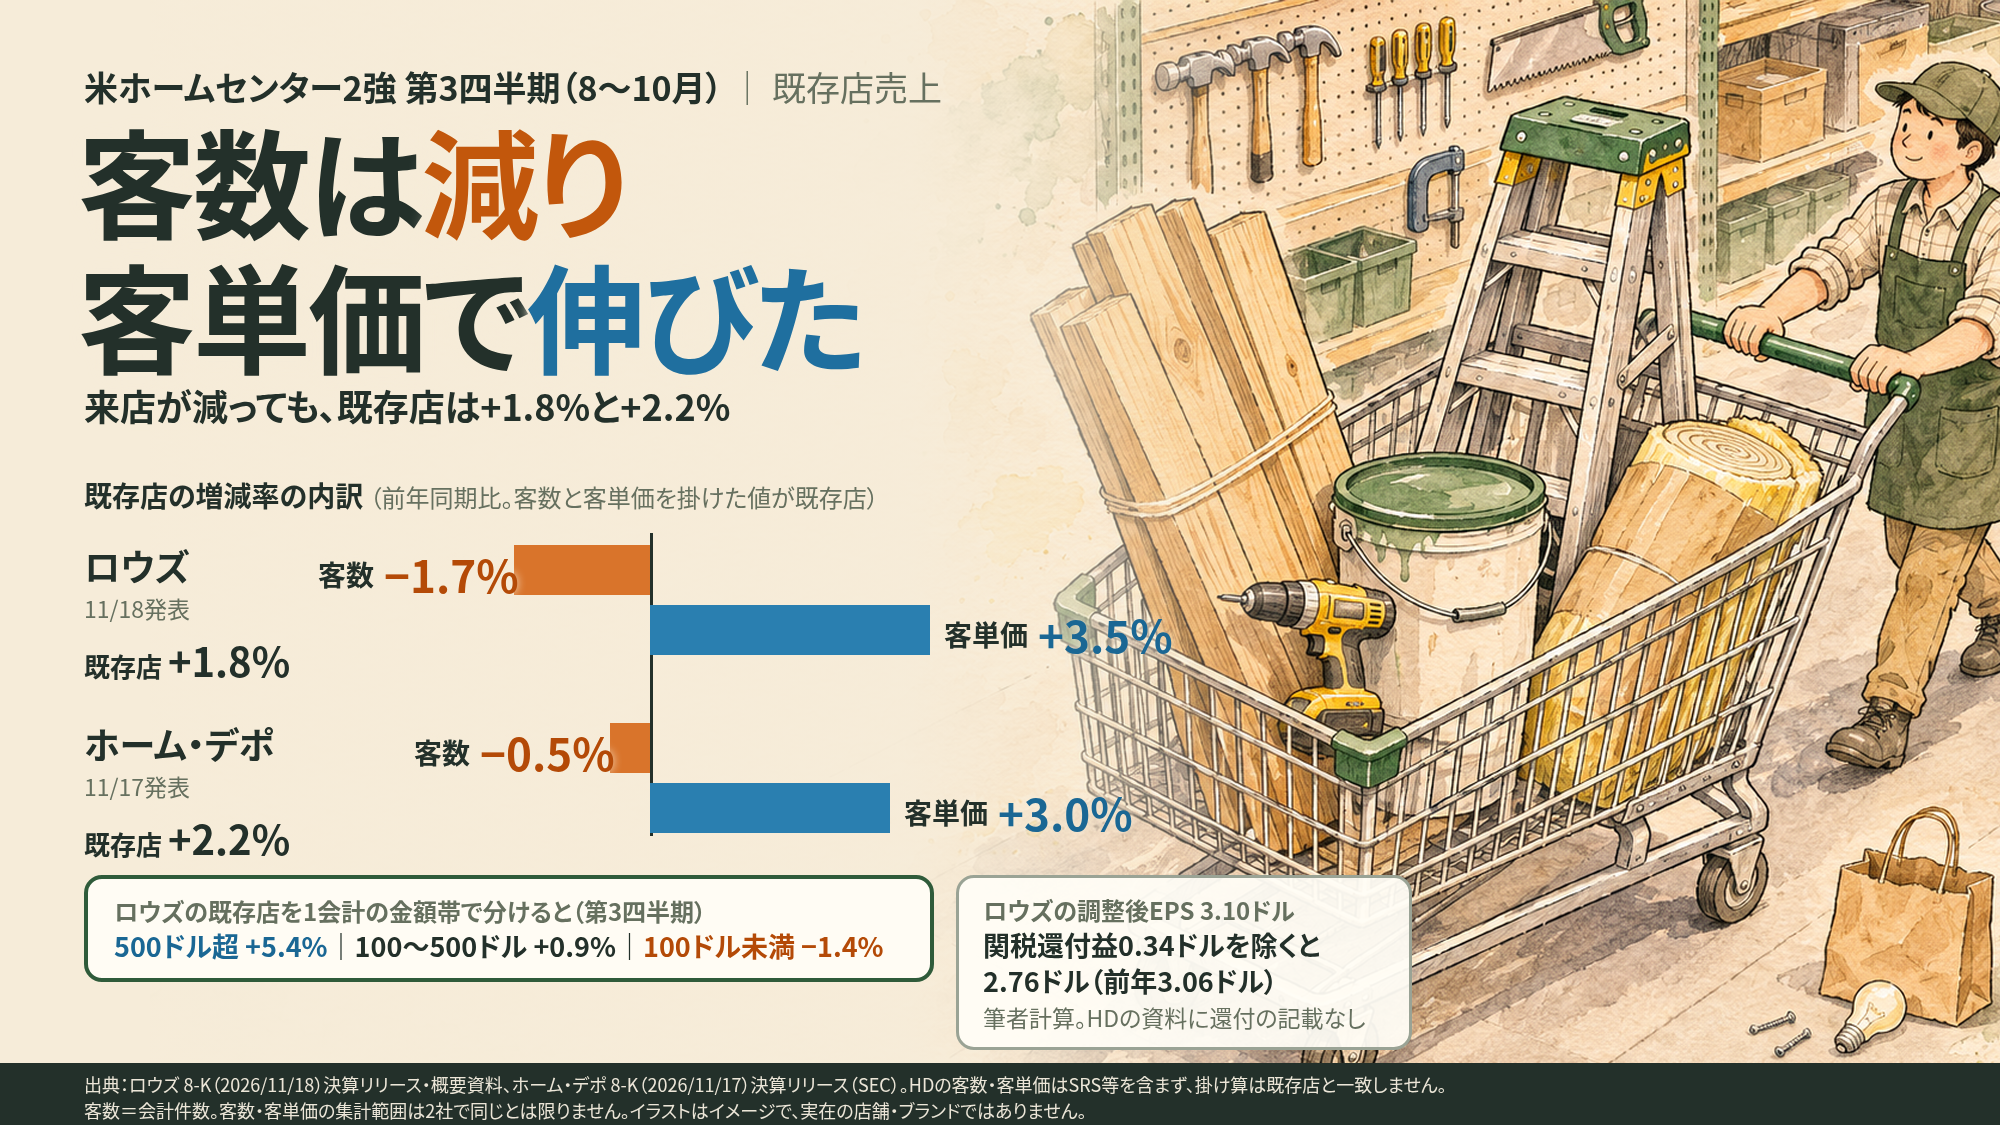 米ホームセンター2強 第3四半期（8〜10月）｜ 既存店売上
客数は減り
客単価で伸びた
来店が減っても、既存店は+1.8%と+2.2%
既存店の増減率の内訳（前年同期比。客数と客単価を掛けた値が既存店）
ロウズ
11/18発表
既存店 +1.8%
客数 −1.7%
客単価 +3.5%
ホーム・デポ
11/17発表
既存店 +2.2%
客数 −0.5%
客単価 +3.0%
ロウズの既存店を1会計の金額帯で分けると（第3四半期）
500ドル超 +5.4%｜100〜500ドル +0.9%｜100ドル未満 −1.4%
ロウズの調整後EPS 3.10ドル
関税還付益0.34ドルを除くと
2.76ドル（前年3.06ドル）
筆者計算。HDの資料に還付の記載なし
出典：ロウズ 8-K（2026/11/18）決算リリース・概要資料、ホーム・デポ 8-K（2026/11/17）決算リリース（SEC）。HDの客数・客単価はSRS等を含まず、掛け算は既存店と一致しません。
客数＝会計件数。客数・客単価の集計範囲は2社で同じとは限りません。イラストはイメージで、実在の店舗・ブランドではありません。